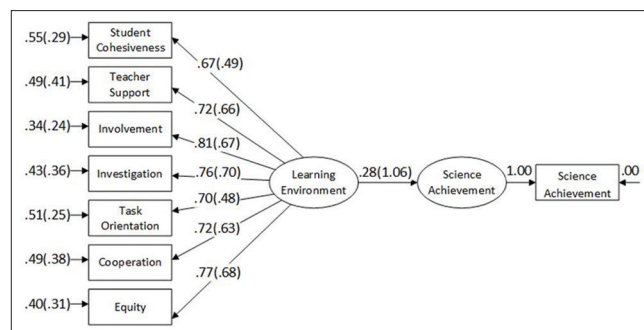 .55(.29)
Student
Cohesiveness
.67(.49)
.49(.41)
Teacher
Support
.72(.66)
.34(.24)
Involvement
.81(.67)
.43(.36)
Investigation
.76(.70)
Learning
Environment
.28(1.06)
Science
Achievement
1.00
Science
Achievement
.00
.51(.25)
Task
Orientation
.70(.48)
.49(.38)
Cooperation
.72(.63)
.40(.31)
Equity
.77(.68)